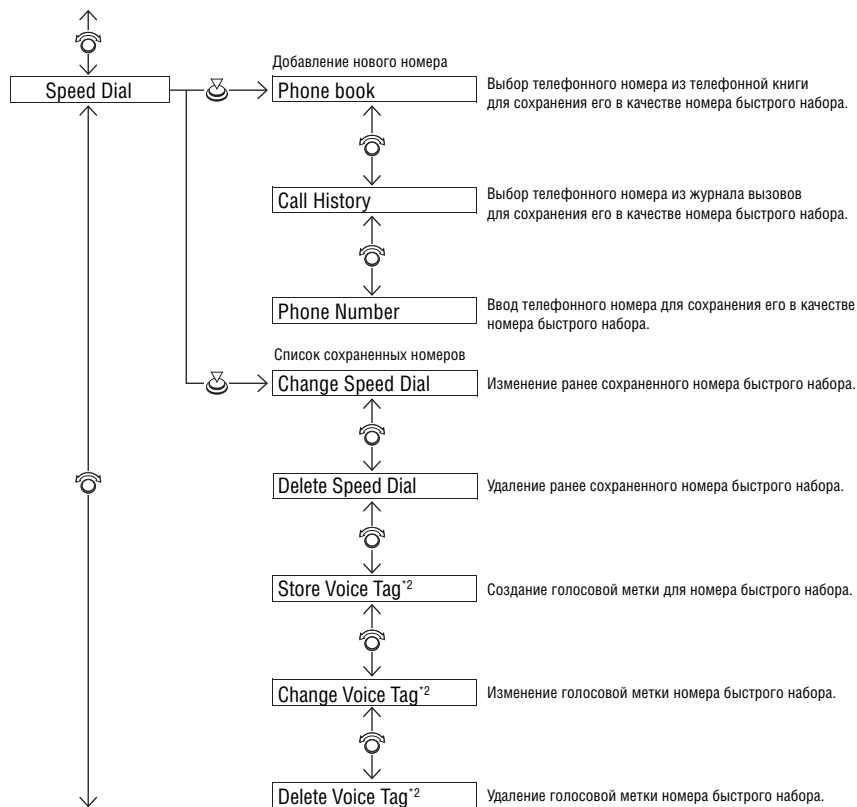 Добавление нового номера
Speed Dial
Phone book
Выбор телефонного номера из телефонной книги
для сохранения его в качестве номера быстрого набора.
Call History
Выбор телефонного номера из журнала вызовов
для сохранения его в качестве номера быстрого набора.
Phone Number
Ввод телефонного номера для сохранения его в качестве
номера быстрого набора.
Список сохраненных номеров
Change Speed Dial
Изменение ранее сохраненного номера быстрого набора.
Delete Speed Dial
Удаление ранее сохраненного номера быстрого набора.
Store Voice Tag*2
Создание голосовой метки для номера быстрого набора.
Change Voice Tag*2
Изменение голосовой метки номера быстрого набора.
Delete Voice Tag*2
Удаление голосовой метки номера быстрого набора.